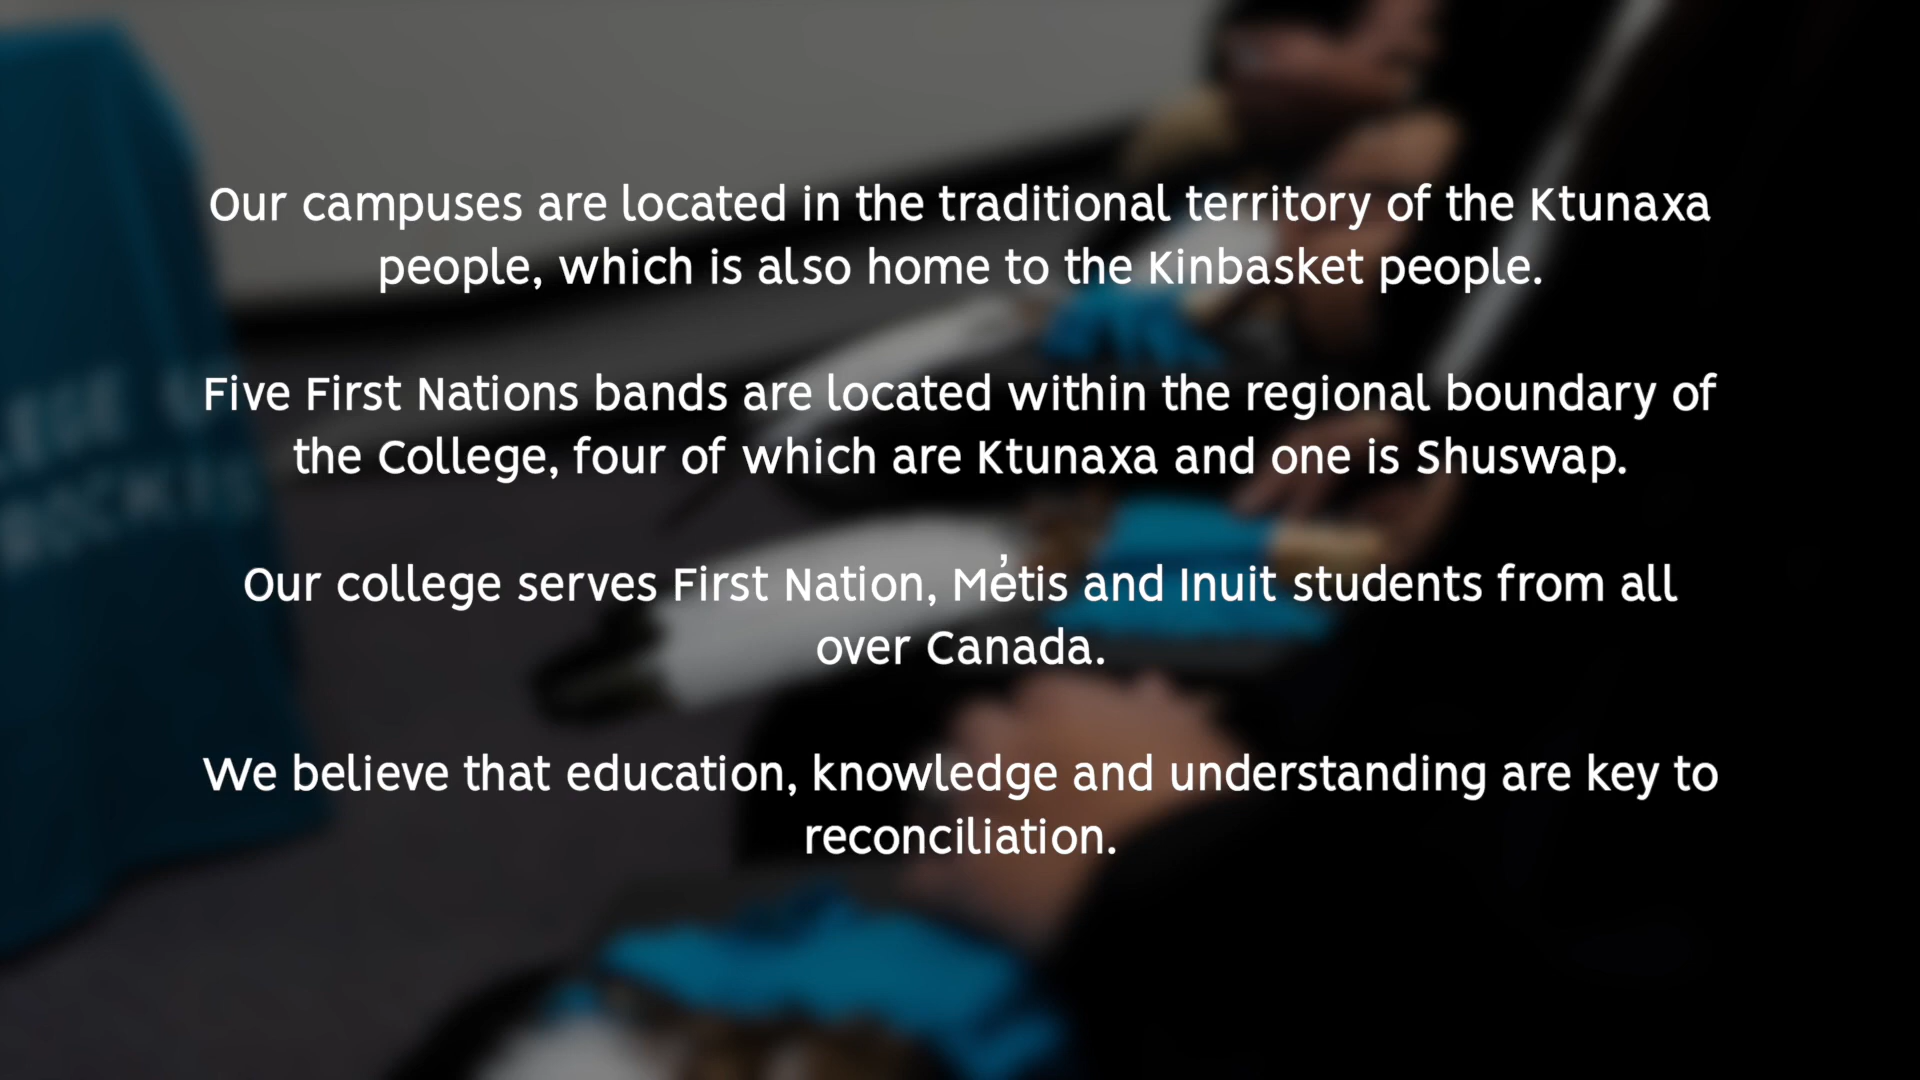 Our campuses are located in the traditional territory of the Ktunaxa
people, which is also home to the Kinbasket people.
Five First Nations bands are located within the regional boundary of
the College, four of which are Ktunaxa and one is Shuswap.
Our college serves First Nation, Me̓tis and Inuit students from all
over Canada.
We believe that education, knowledge and understanding are key to
reconciliation.